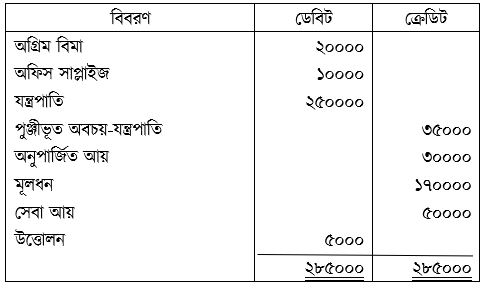 বিবরণ ডেবিট ক্রেডিট
অগ্রিম বিমা ২০০০০
অফিস সাপ্লাইজ ১০০০০
যন্ত্রপাতি ২৫০০০০
পুঞ্জীভূত অবচয়-যন্ত্রপাতি ৩৫০০০
অনুপার্জিত আয় ৩০০০০
মূলধন ১৭০০০০
সেবা আয় ৫০০০০
উত্তোলন ৫০০০
২৮৫০০০ ২৮৫০০০